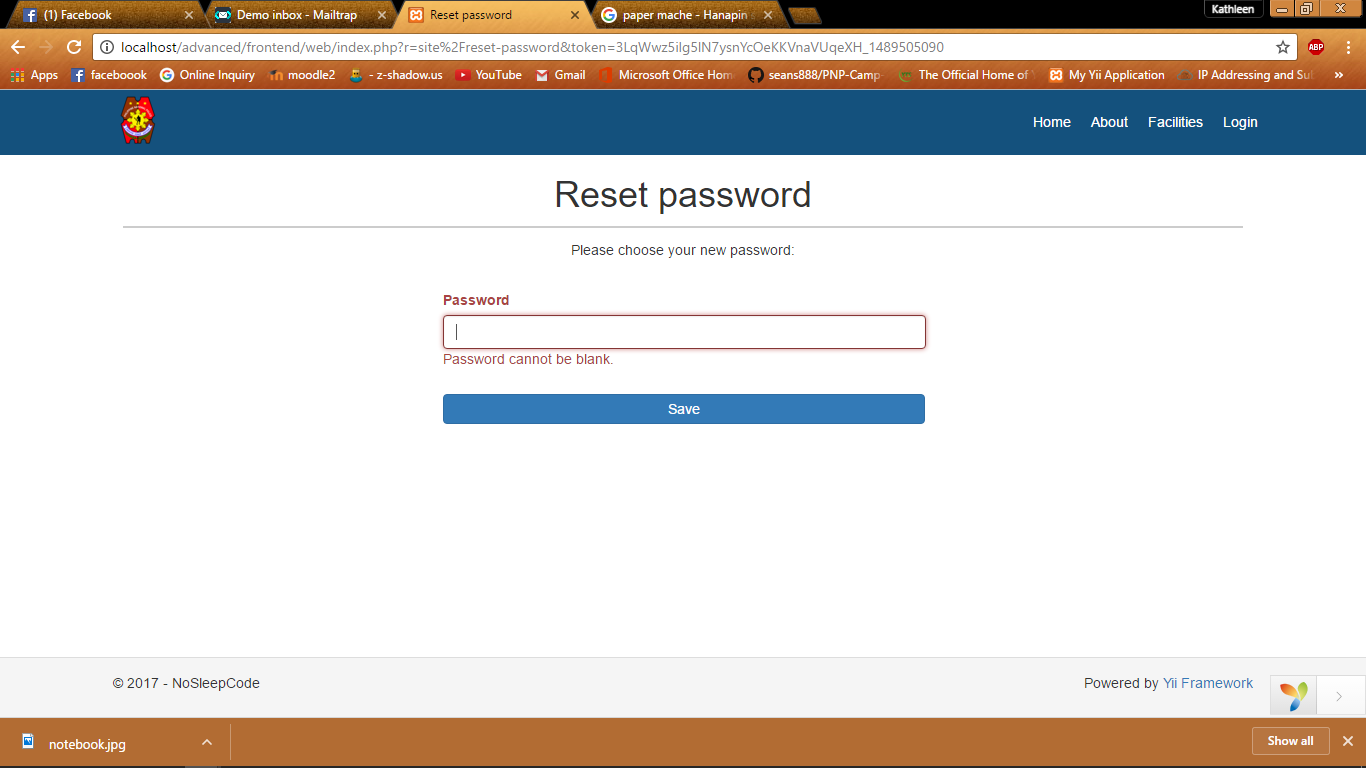 (1) Facebook
Demo inbox - Mailtrap
Reset password
paper mache - Hanapin
Kathleen
localhost/advanced/frontend/web/index.php?r=site%2Freset-password&token=3LqWwz5iIg5lN7ysnYcOeKKVnaVUqeXH_1489505090
ABP
Apps
faceboook
Online Inquiry
moodle2
- z-shadow.us
YouTube
Gmail
Microsoft Office Hom
seans888/PNP-Camp
The Official Home of
My Yii Application
IP Addressing and Su
»
Home
About
Facilities
Login
Reset password
Please choose your new password:
Password
Password cannot be blank.
Save
© 2017 - NoSleepCode
Powered by Yii Framework
notebook.jpg
Show all